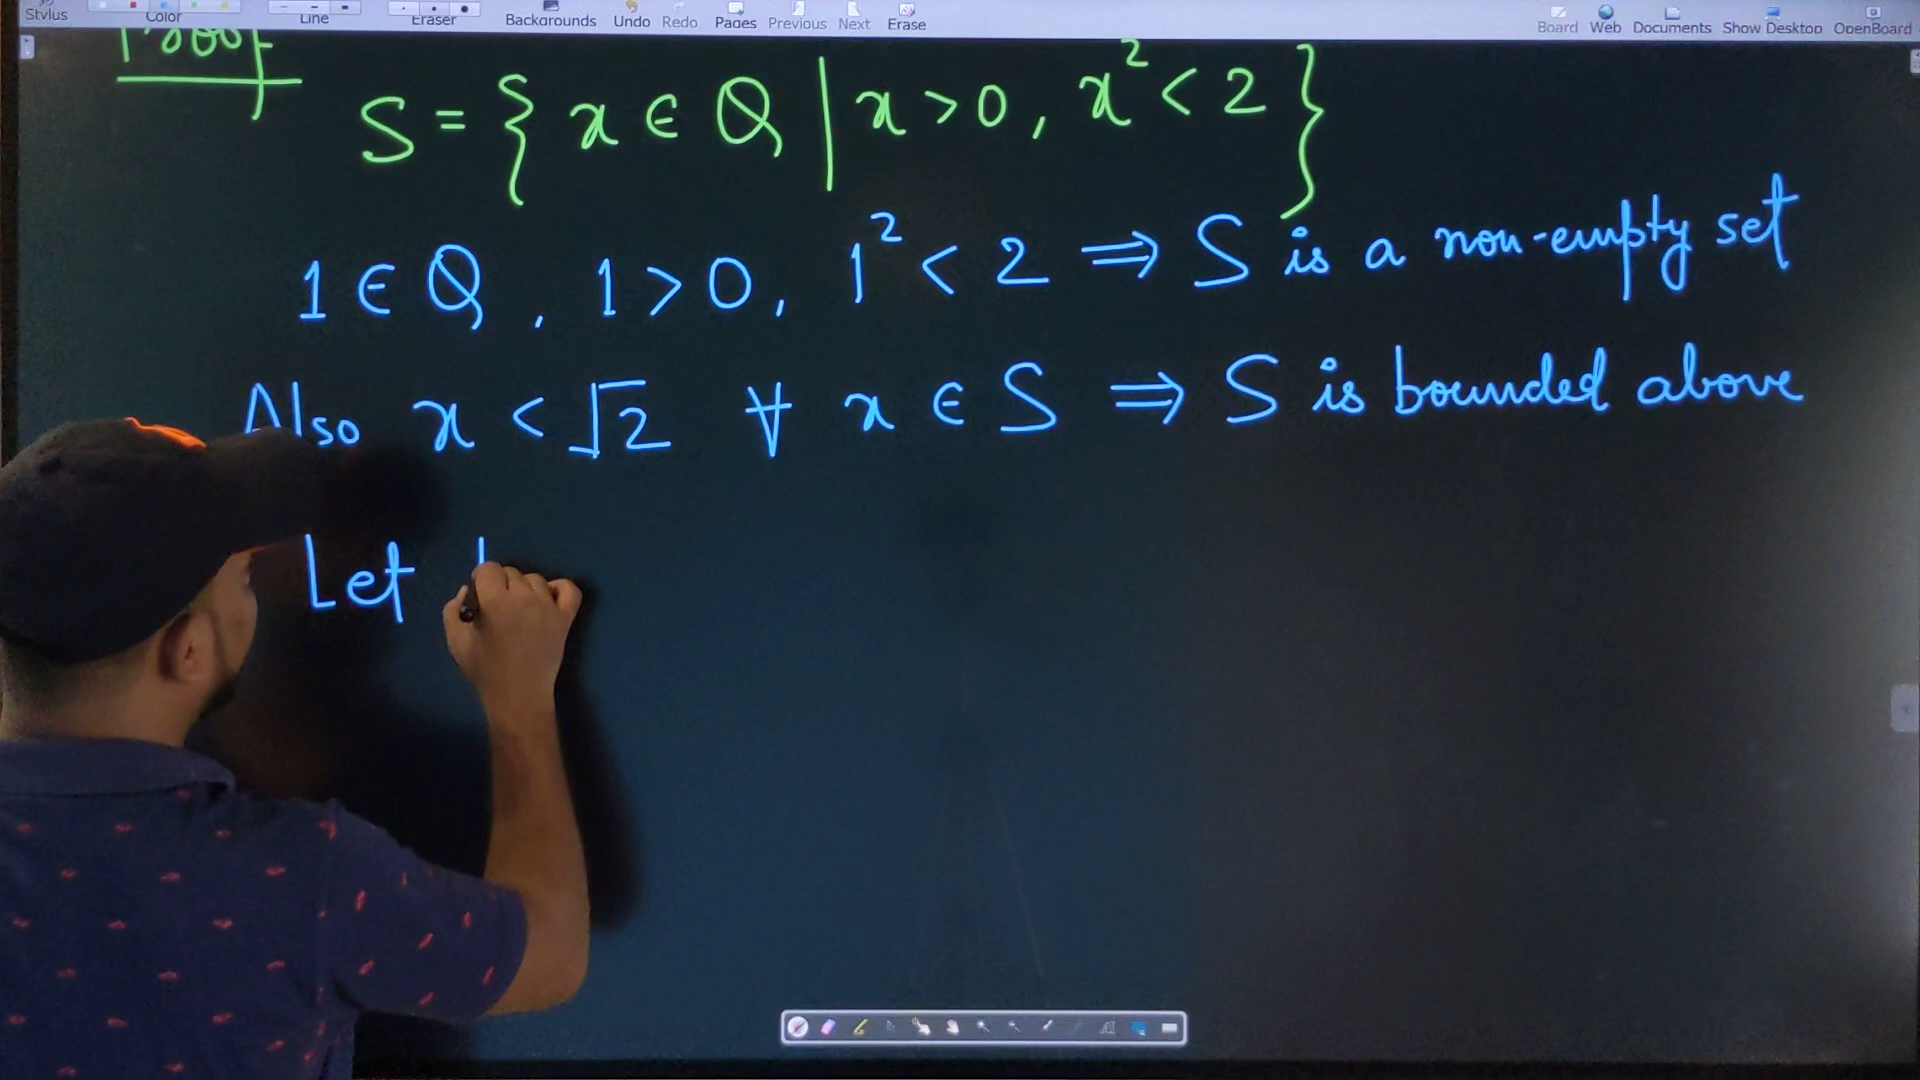 Stylus Color Line Eraser Backgrounds Undo Redo Pages Previous Next Erase Board Web Documents Show Desktop OpenBoard
Proof
S = { x ∈ Q | x > 0, x² < 2 }
1 ∈ Q , 1 > 0, 1² < 2 ⇒ S is a non-empty set
Also x < √2 ∀ x ∈ S ⇒ S is bounded above
Let